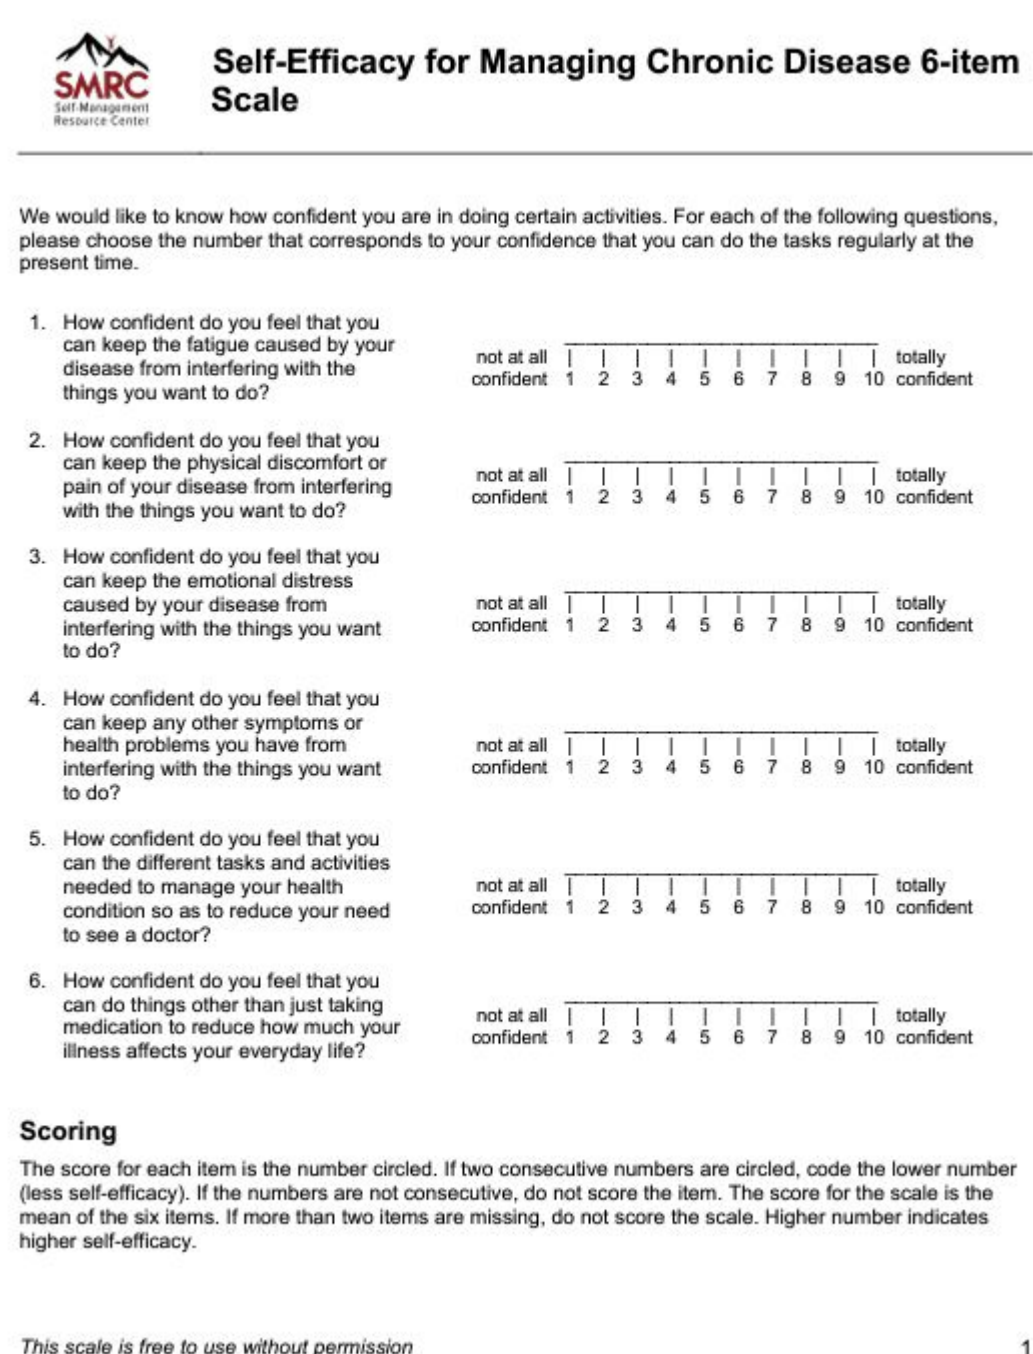 SMRC
Self-Management
Resource Center
Self-Efficacy for Managing Chronic Disease 6-item
Scale
We would like to know how confident you are in doing certain activities. For each of the following questions,
please choose the number that corresponds to your confidence that you can do the tasks regularly at the
present time.
1. How confident do you feel that you
can keep the fatigue caused by your
disease from interfering with the
things you want to do?
not at all | | | | | | | | | | totally
confident 1 2 3 4 5 6 7 8 9 10 confident
2. How confident do you feel that you
can keep the physical discomfort or
pain of your disease from interfering
with the things you want to do?
not at all | | | | | | | | | | totally
confident 1 2 3 4 5 6 7 8 9 10 confident
3. How confident do you feel that you
can keep the emotional distress
caused by your disease from
interfering with the things you want
to do?
not at all | | | | | | | | | | totally
confident 1 2 3 4 5 6 7 8 9 10 confident
4. How confident do you feel that you
can keep any other symptoms or
health problems you have from
interfering with the things you want
to do?
not at all | | | | | | | | | | totally
confident 1 2 3 4 5 6 7 8 9 10 confident
5. How confident do you feel that you
can the different tasks and activities
needed to manage your health
condition so as to reduce your need
to see a doctor?
not at all | | | | | | | | | | totally
confident 1 2 3 4 5 6 7 8 9 10 confident
6. How confident do you feel that you
can do things other than just taking
medication to reduce how much your
illness affects your everyday life?
not at all | | | | | | | | | | totally
confident 1 2 3 4 5 6 7 8 9 10 confident
Scoring
The score for each item is the number circled. If two consecutive numbers are circled, code the lower number
(less self-efficacy). If the numbers are not consecutive, do not score the item. The score for the scale is the
mean of the six items. If more than two items are missing, do not score the scale. Higher number indicates
higher self-efficacy.
This scale is free to use without permission
1